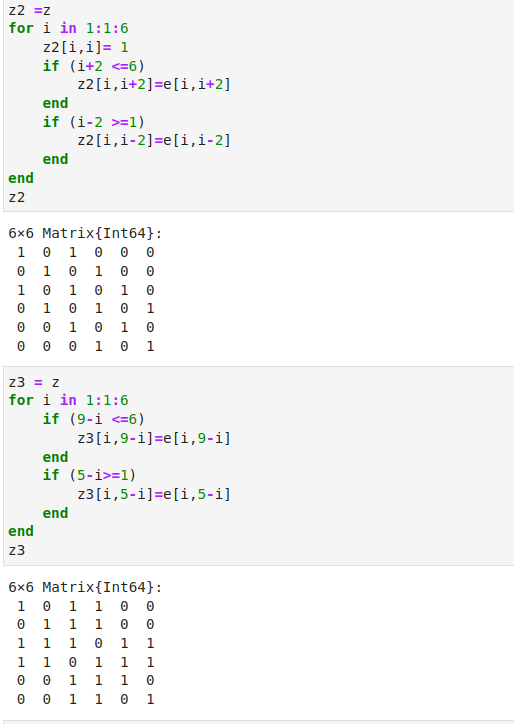 z2 =z
for i in 1:1:6
    z2[i,i]= 1
    if (i+2 <=6)
        z2[i,i+2]=e[i,i+2]
    end
    if (i-2 >=1)
        z2[i,i-2]=e[i,i-2]
    end
end
z2
6×6 Matrix{Int64}:
 1  0  1  0  0  0
 0  1  0  1  0  0
 1  0  1  0  1  0
 0  1  0  1  0  1
 0  0  1  0  1  0
 0  0  0  1  0  1
z3 = z
for i in 1:1:6
    if (9-i <=6)
        z3[i,9-i]=e[i,9-i]
    end
    if (5-i>=1)
        z3[i,5-i]=e[i,5-i]
    end
end
z3
6×6 Matrix{Int64}:
 1  0  1  1  0  0
 0  1  1  1  0  0
 1  1  1  0  1  1
 1  1  0  1  1  1
 0  0  1  1  1  0
 0  0  1  1  0  1